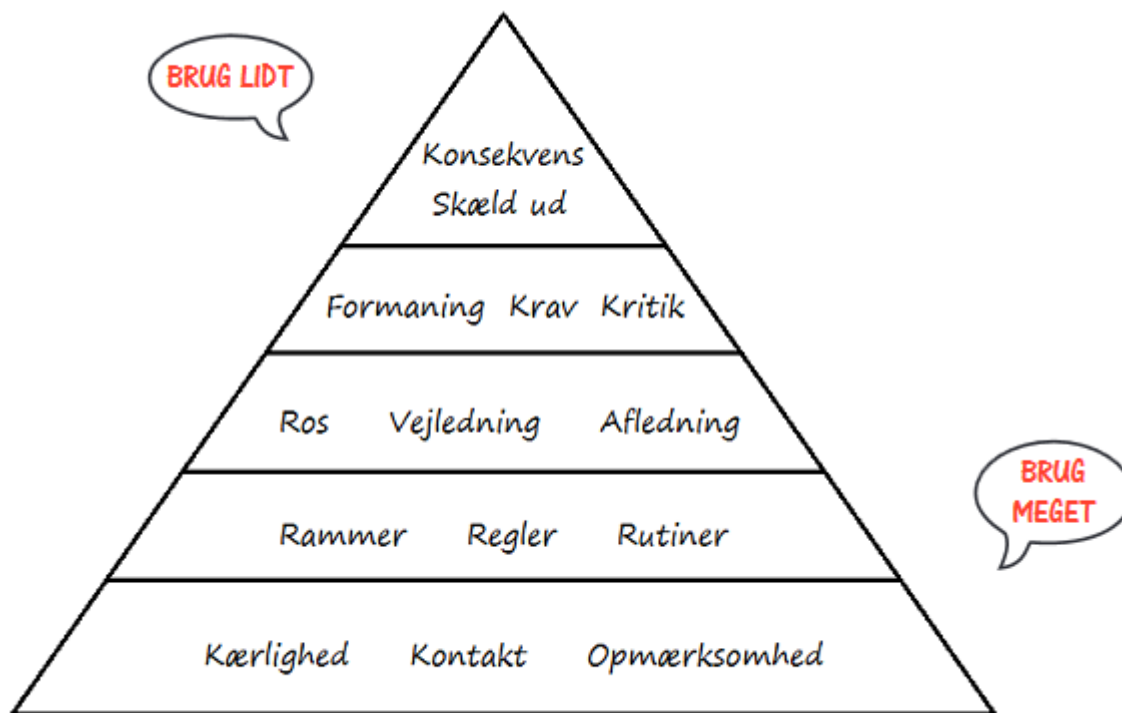 BRUG LIDT
Konsekvens
Skæld ud
Formaning Krav Kritik
Ros Vejledning Afledning
BRUG
MEGET
Rammer Regler Rutiner
Kærlighed Kontakt Opmærksomhed